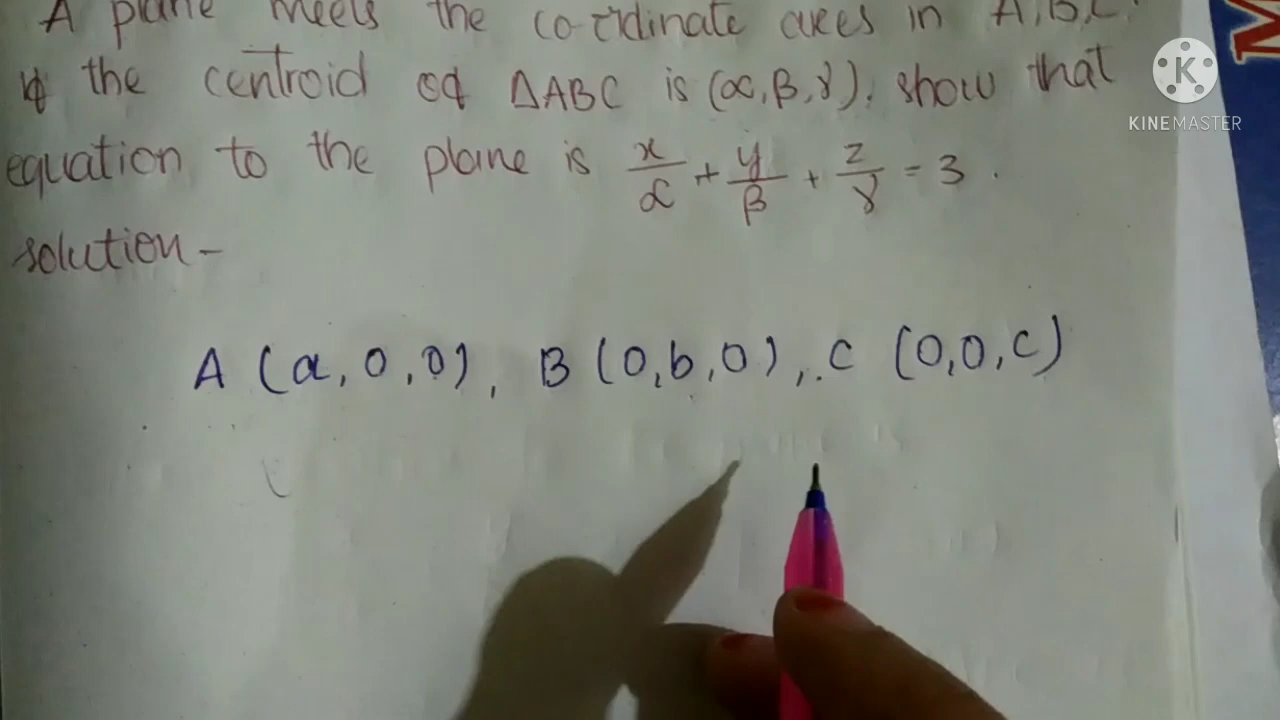 A plane meets the co-ordinate axes in A, B, C.
If the centroid of ΔABC is (α, β, γ). show that
equation to the plane is x/α + y/β + z/γ = 3 .
solution –
A (a, 0, 0), B (0, b, 0), C (0, 0, c)
K
KINEMASTER
M